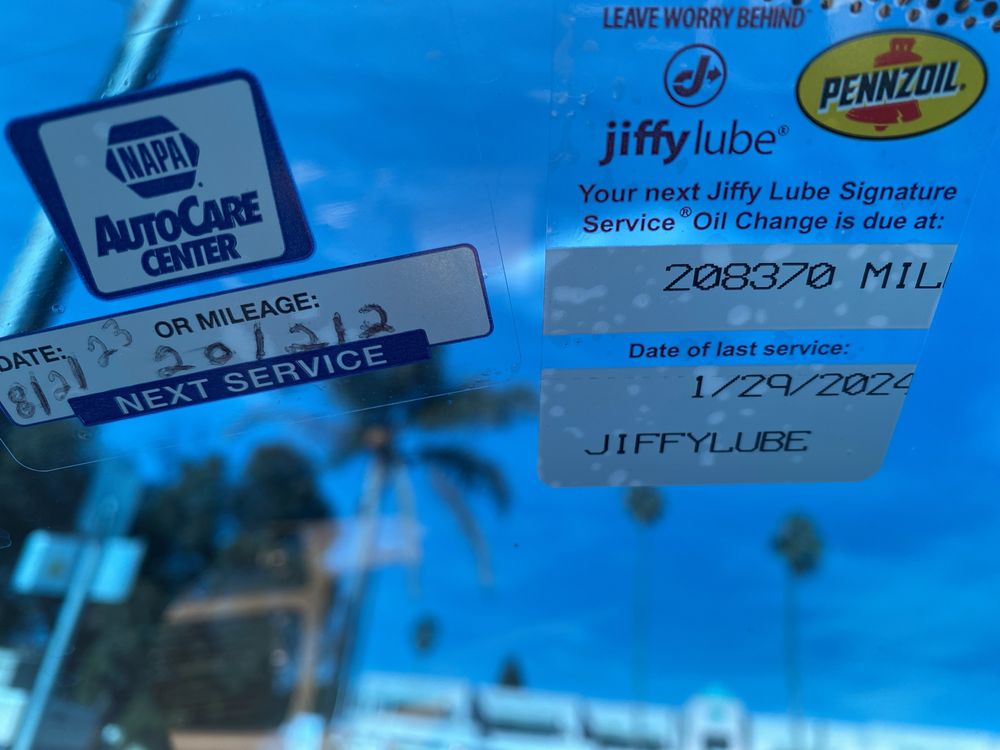 NAPA
AUTOCARE
CENTER
DATE: 8/21/23 OR MILEAGE: 201212
NEXT SERVICE
LEAVE WORRY BEHIND
jiffy lube®
PENNZOIL.
Your next Jiffy Lube Signature
Service® Oil Change is due at:
208370 MIL
Date of last service:
1/29/2024
JIFFYLUBE